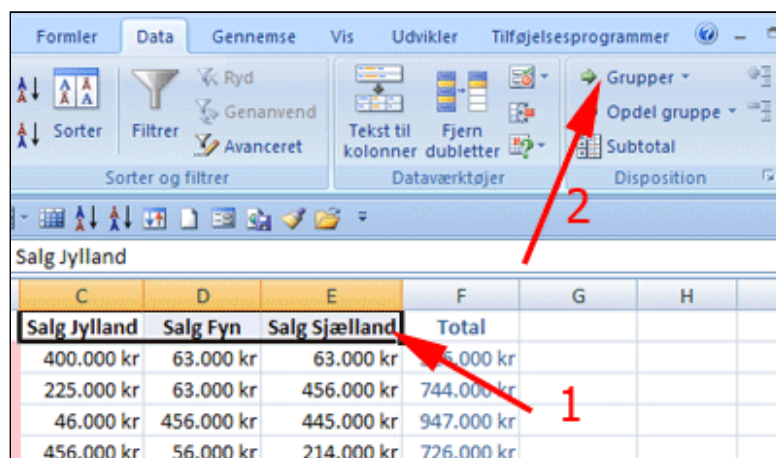 Formler Data Gennemse Vis Udvikler Tilføjelsesprogrammer
Sorter
Filtrer
Ryd
Genanvend
Avanceret
Sorter og filtrer
Tekst til
kolonner
Fjern
dubletter
Dataværktøjer
Grupper
Opdel gruppe
Subtotal
Disposition
2
Salg Jylland
C D E F G H
Salg Jylland Salg Fyn Salg Sjælland Total
400.000 kr 63.000 kr 63.000 kr
225.000 kr 63.000 kr 456.000 kr 744.000 kr
1
46.000 kr 456.000 kr 445.000 kr 947.000 kr
456.000 kr 56.000 kr 214.000 kr 726.000 kr